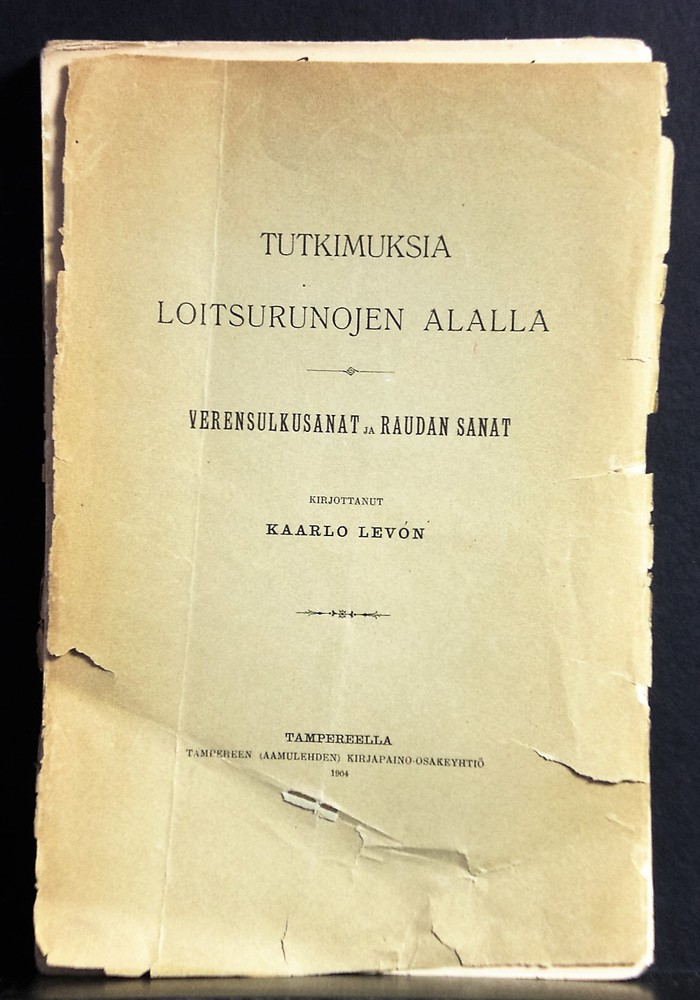 TUTKIMUKSIA
LOITSURUNOJEN ALALLA
VERENSULKUSANAT JA RAUDAN SANAT
KIRJOTTANUT
KAARLO LEVÓN
TAMPEREELLA
TAMPEREEN (AAMULEHDEN) KIRJAPAINO-OSAKEYHTIÖ
1904